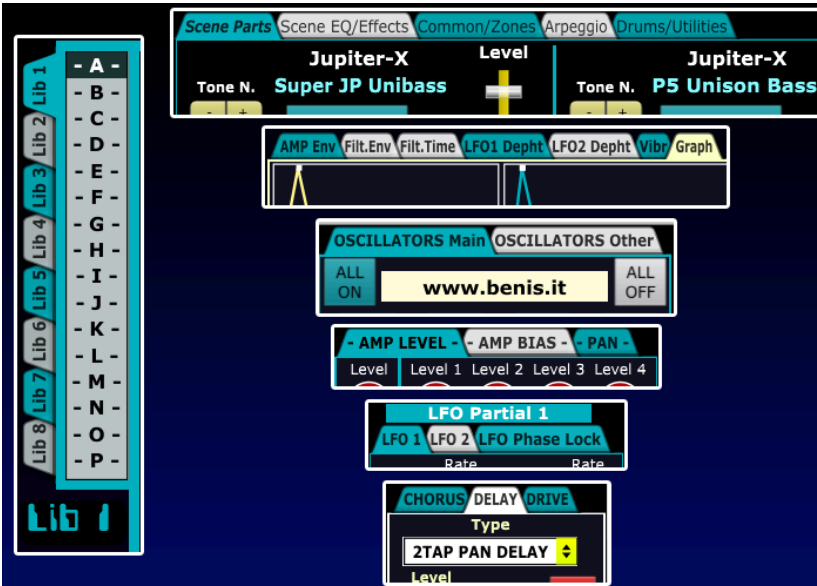 Lib 1
Lib 2
Lib 3
Lib 4
Lib 5
Lib 6
Lib 7
Lib 8
- A -
- B -
- C -
- D -
- E -
- F -
- G -
- H -
- I -
- J -
- K -
- L -
- M -
- N -
- O -
- P -
Lib 1
Scene Parts Scene EQ/Effects Common/Zones Arpeggio Drums/Utilities
Jupiter-X Level Jupiter-X
Tone N. Super JP Unibass Tone N. P5 Unison Bass
- + - +
AMP Env Filt.Env Filt.Time LFO1 Depht LFO2 Depht Vibr Graph
OSCILLATORS Main OSCILLATORS Other
ALL ON www.benis.it ALL OFF
- AMP LEVEL - - AMP BIAS - - PAN -
Level Level 1 Level 2 Level 3 Level 4
LFO Partial 1
LFO 1 LFO 2 LFO Phase Lock
Rate Rate
CHORUS DELAY DRIVE
Type
2TAP PAN DELAY
Level